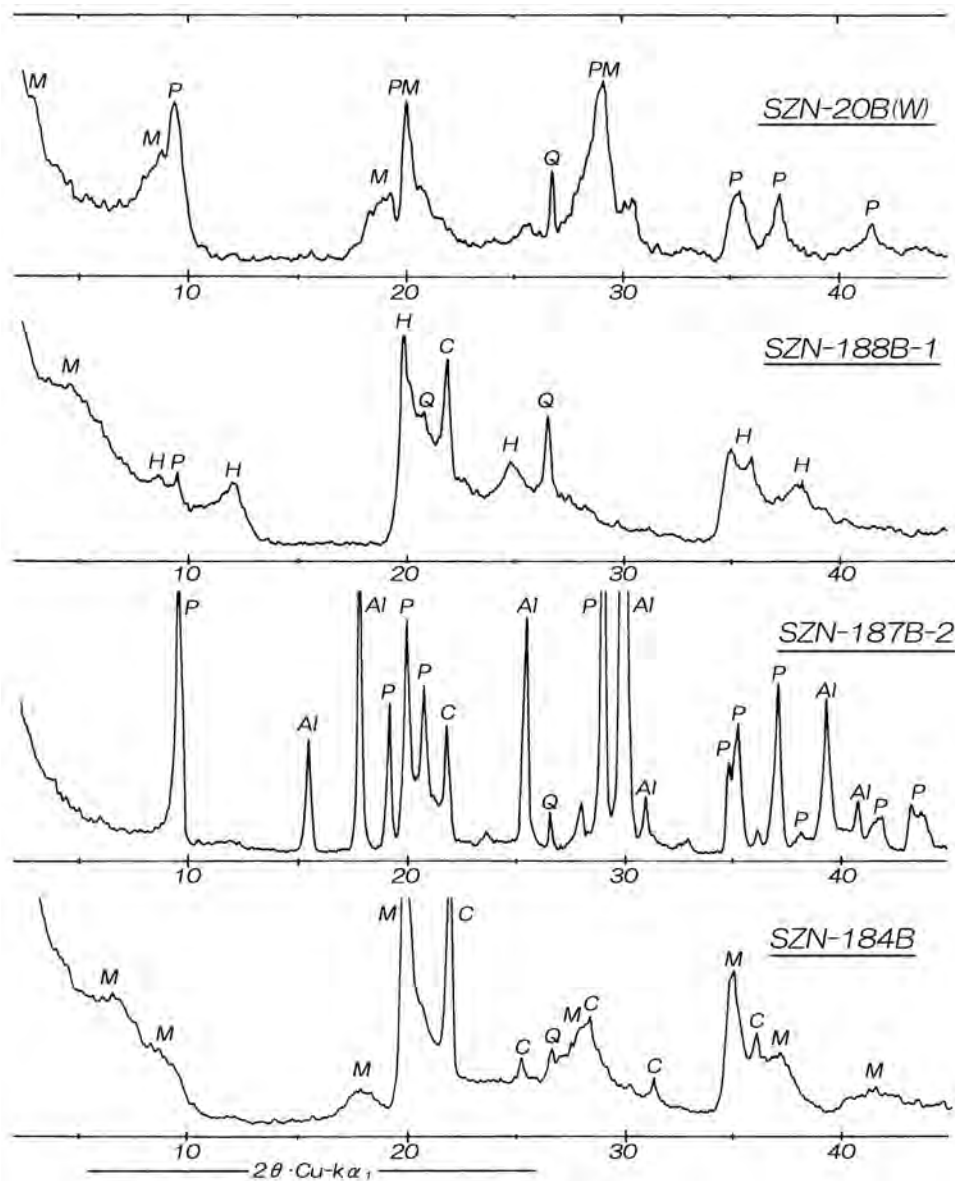 M M P M PM Q PM P P P
SZN-20B(W)
10 20 30 40
M H P H H Q C H Q H H
SZN-188B-1
10 20 30 40
P Al Al P P P C Al Q P Al Al P P P P Al Al P P
SZN-187B-2
10 20 30 40
M M M M C C Q M C C M C M M
SZN-184B
10 20 30 40
2θ·Cu-kα₁